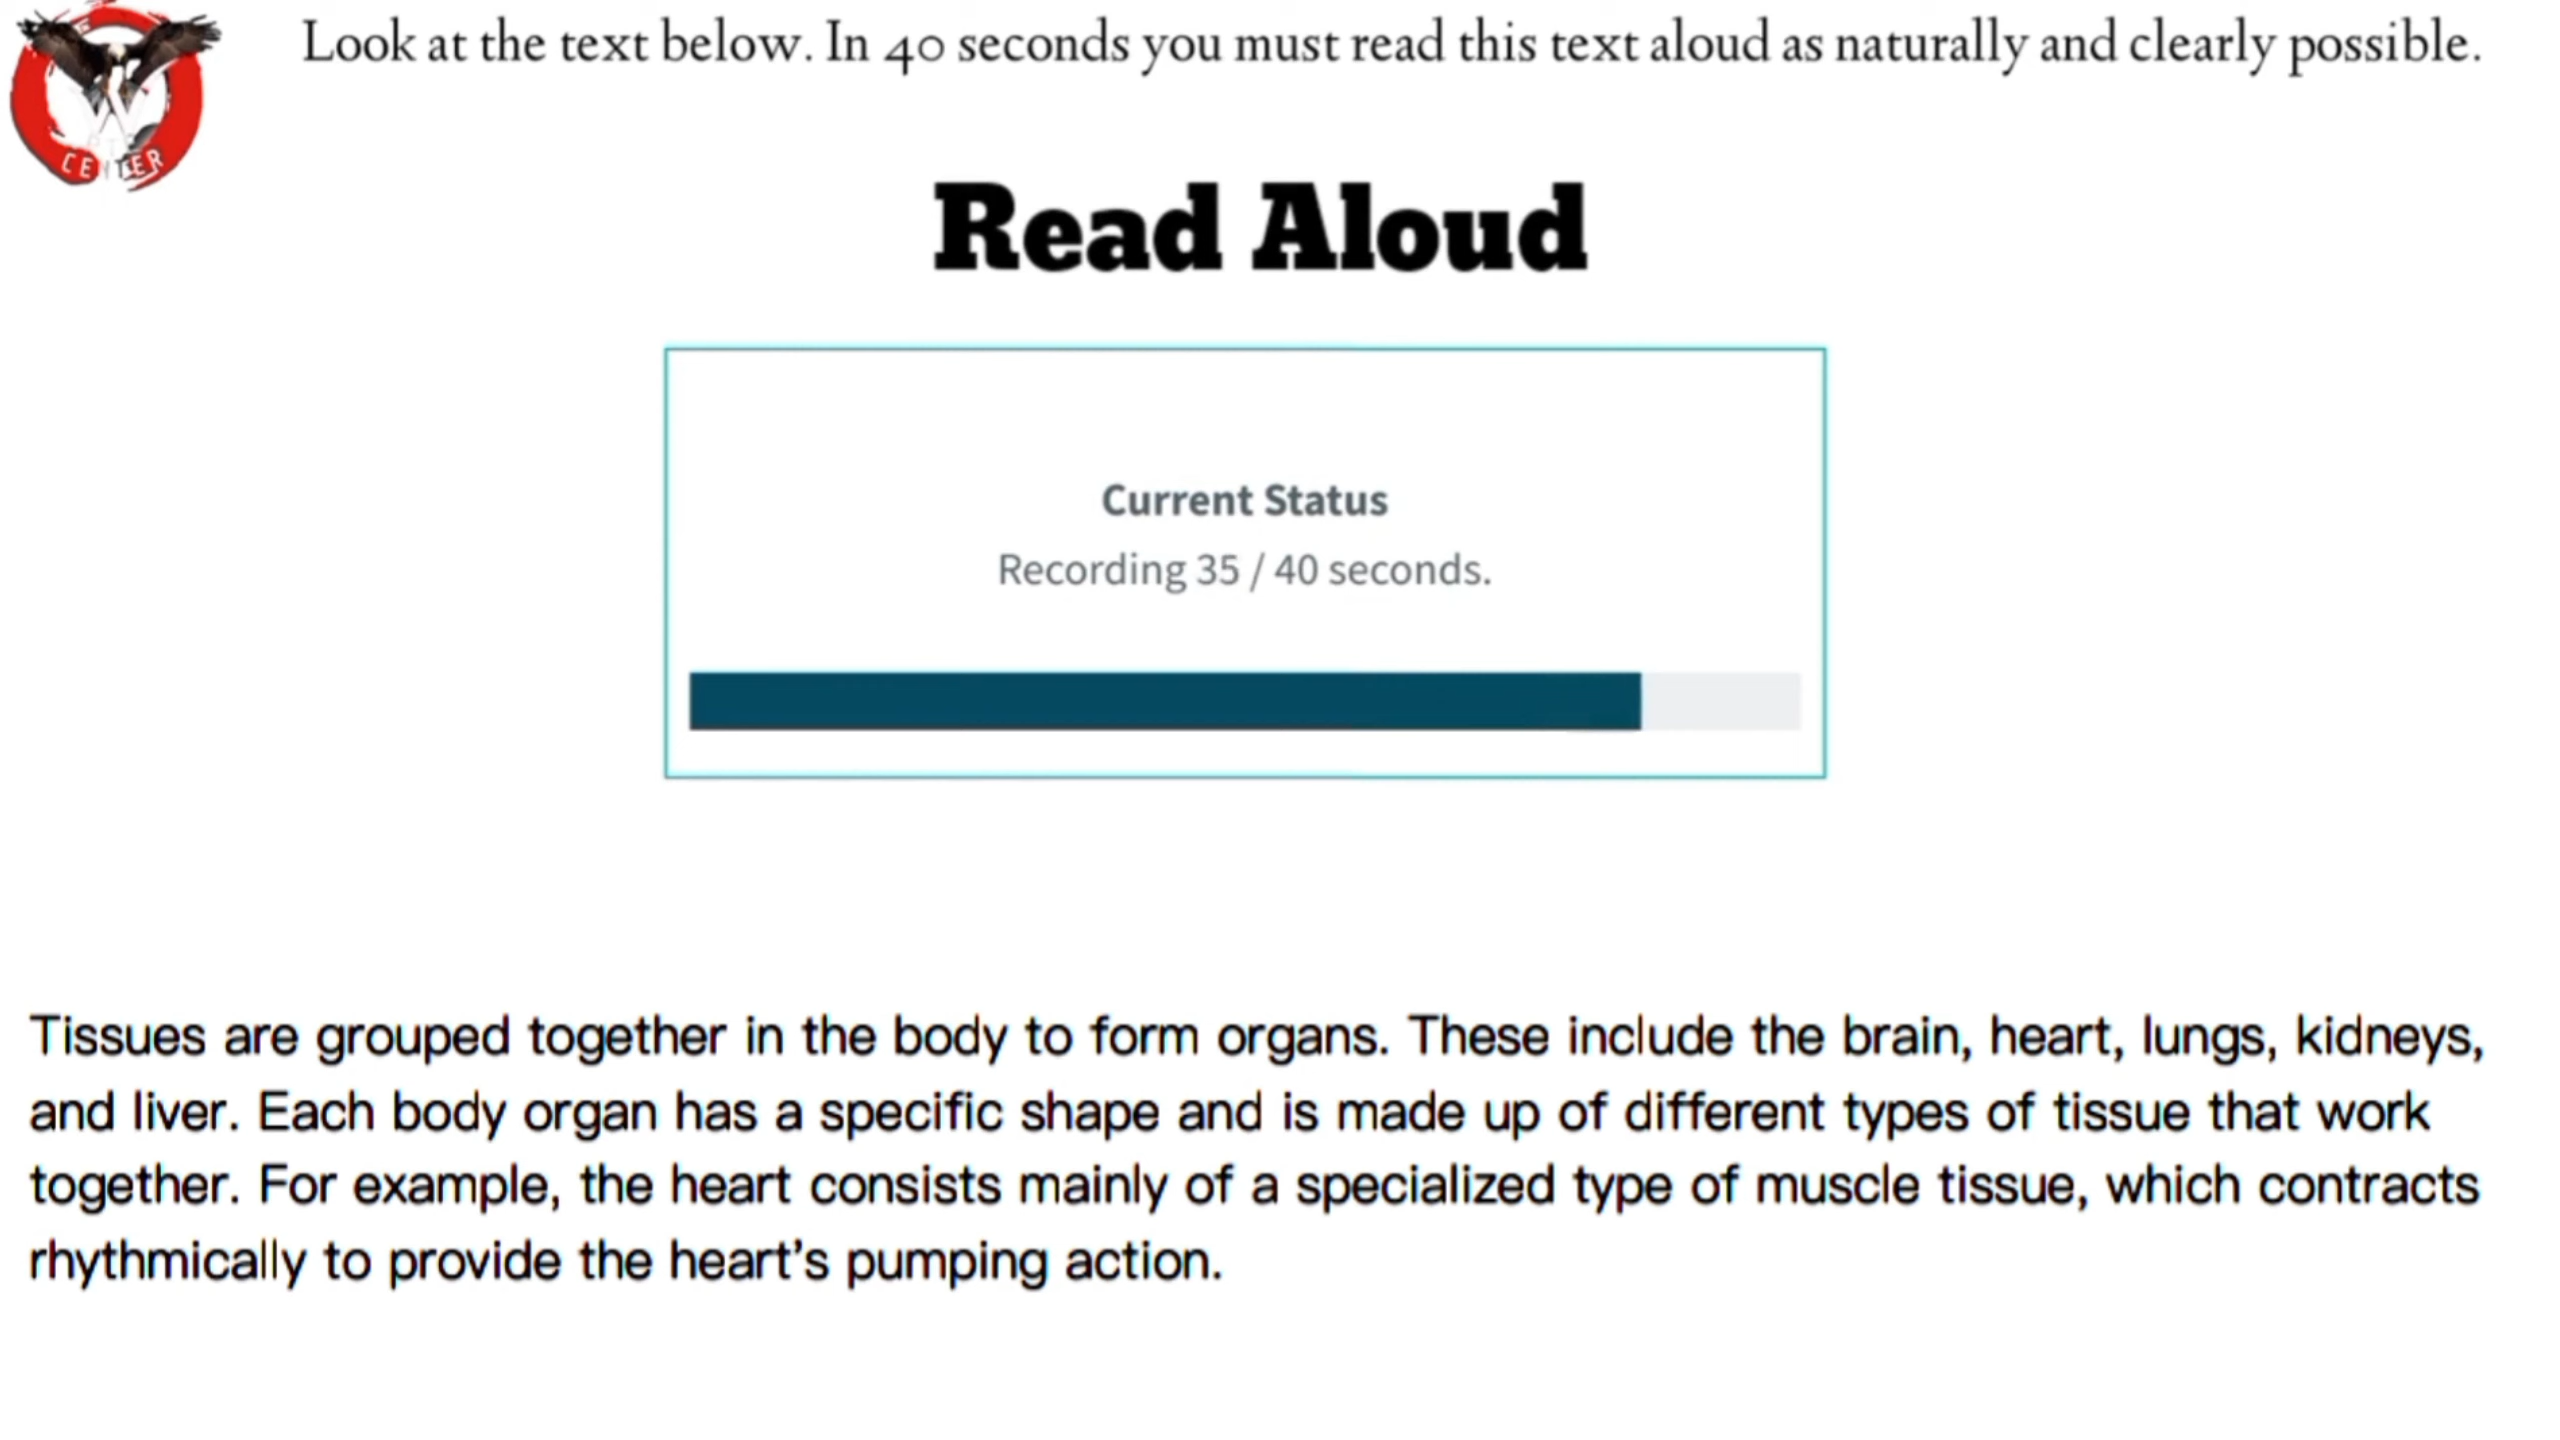 Look at the text below. In 40 seconds you must read this text aloud as naturally and clearly possible.
CENTER
Read Aloud
Current Status
Recording 35 / 40 seconds.
Tissues are grouped together in the body to form organs. These include the brain, heart, lungs, kidneys,
and liver. Each body organ has a specific shape and is made up of different types of tissue that work
together. For example, the heart consists mainly of a specialized type of muscle tissue, which contracts
rhythmically to provide the heart’s pumping action.